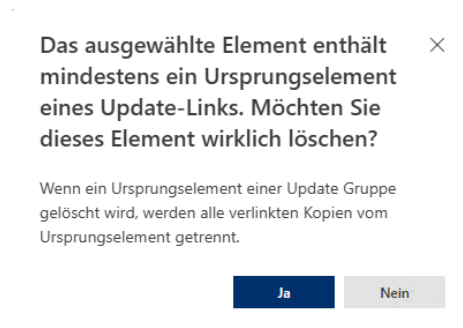 Das ausgewählte Element enthält
mindestens ein Ursprungselement
eines Update-Links. Möchten Sie
dieses Element wirklich löschen?
Wenn ein Ursprungselement einer Update Gruppe
gelöscht wird, werden alle verlinkten Kopien vom
Ursprungselement getrennt.
Ja
Nein